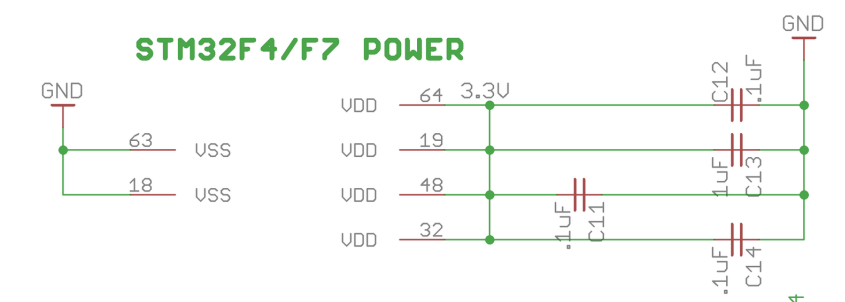 GND
STM32F4/F7 POWER
GND
VDD 64 3.3V
C12 .1uF
63 VSS
VDD 19
1uF C13
18 VSS
VDD 48
.1uF C11
VDD 32
.1uF C14
4